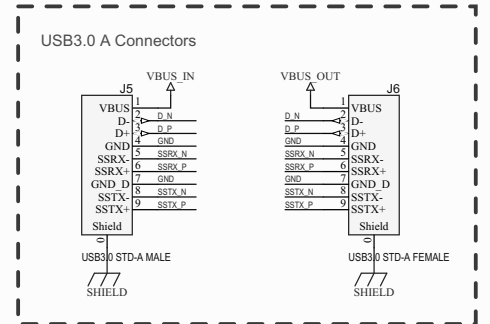 USB3.0 A Connectors
J5
VBUS_IN
VBUS 1
D- 2 D_N
D+ 3 D_P
GND 4 GND
SSRX- 5 SSRX_N
SSRX+ 6 SSRX_P
GND_D 7 GND
SSTX- 8 SSTX_N
SSTX+ 9 SSTX_P
Shield
0
USB3.0 STD-A MALE
SHIELD
VBUS_OUT
J6
1 VBUS
D_N 2 D-
D_P 3 D+
GND 4 GND
SSRX_N 5 SSRX-
SSRX_P 6 SSRX+
GND 7 GND_D
SSTX_N 8 SSTX-
SSTX_P 9 SSTX+
Shield
0
USB3.0 STD-A FEMALE
SHIELD